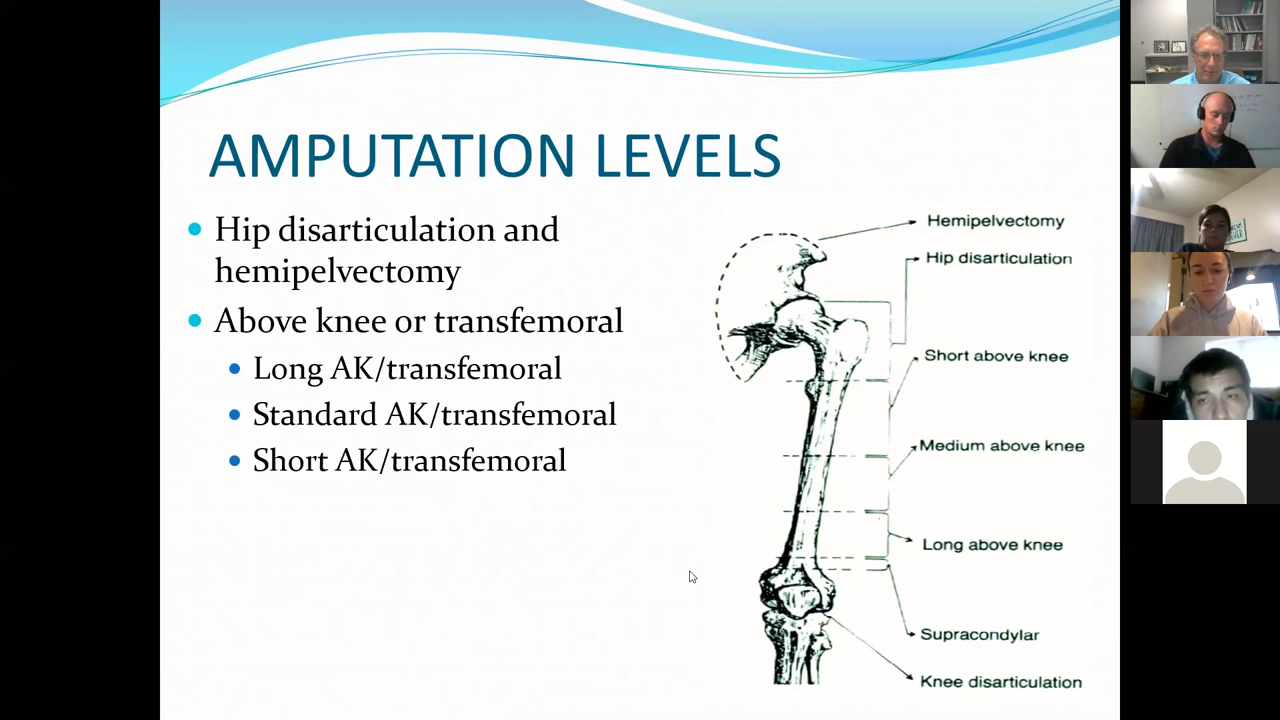 AMPUTATION LEVELS
Hip disarticulation and
hemipelvectomy
Above knee or transfemoral
Long AK/transfemoral
Standard AK/transfemoral
Short AK/transfemoral
Hemipelvectomy
Hip disarticulation
Short above knee
Medium above knee
Long above knee
Supracondylar
Knee disarticulation